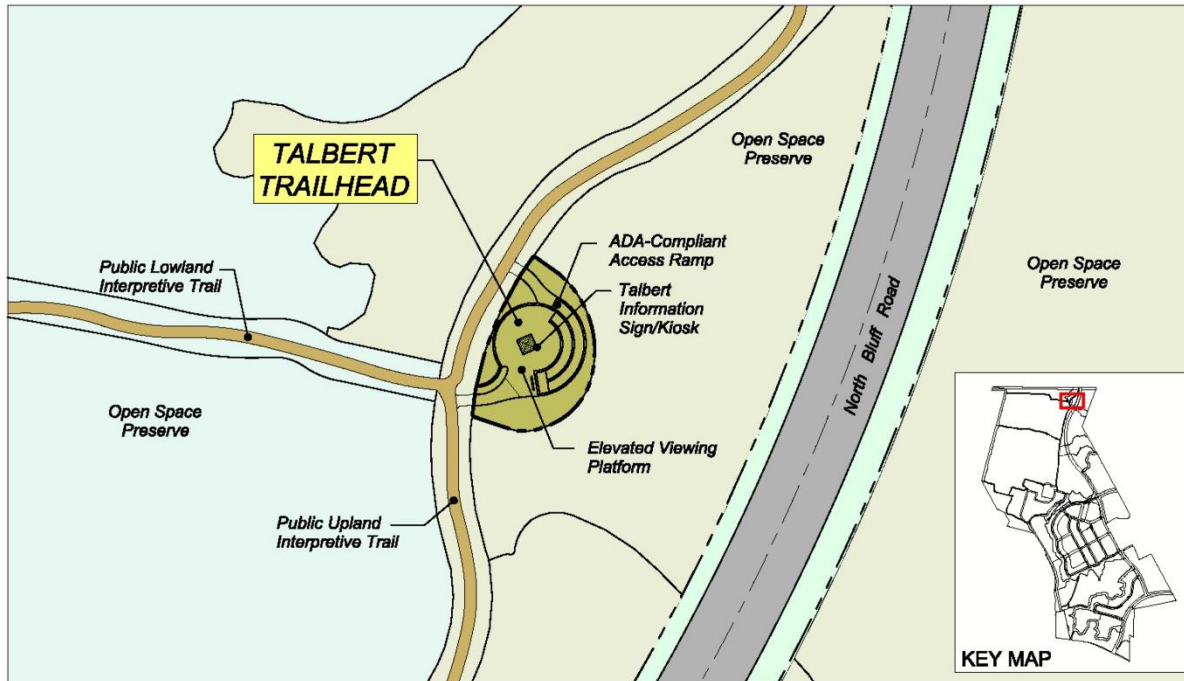 Open Space
Preserve
TALBERT
TRAILHEAD
ADA-Compliant
Access Ramp
Public Lowland
Interpretive Trail
Talbert
Information
Sign/Kiosk
Open Space
Preserve
North Bluff Road
Open Space
Preserve
Elevated Viewing
Platform
Public Upland
Interpretive Trail
KEY MAP